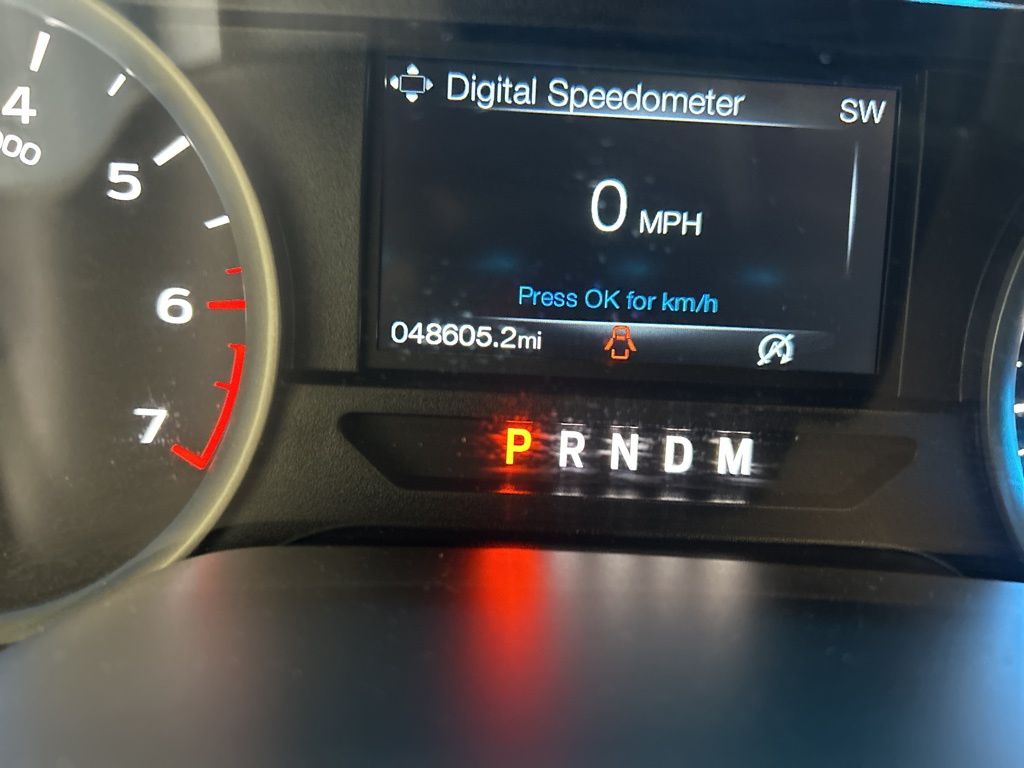 Digital Speedometer SW
0 MPH
Press OK for km/h
048605.2mi
P R N D M
4
5
6
7